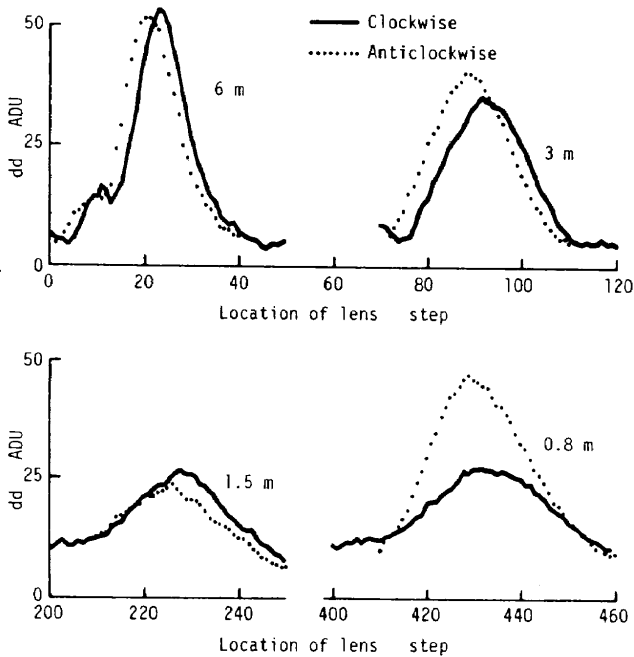 50
25
0
dd ADU
Clockwise
Anticlockwise
6 m
3 m
0 20 40 60 80 100 120
Location of lens step
50
25
0
dd ADU
1.5 m
0.8 m
200 220 240 400 420 440 460
Location of lens step